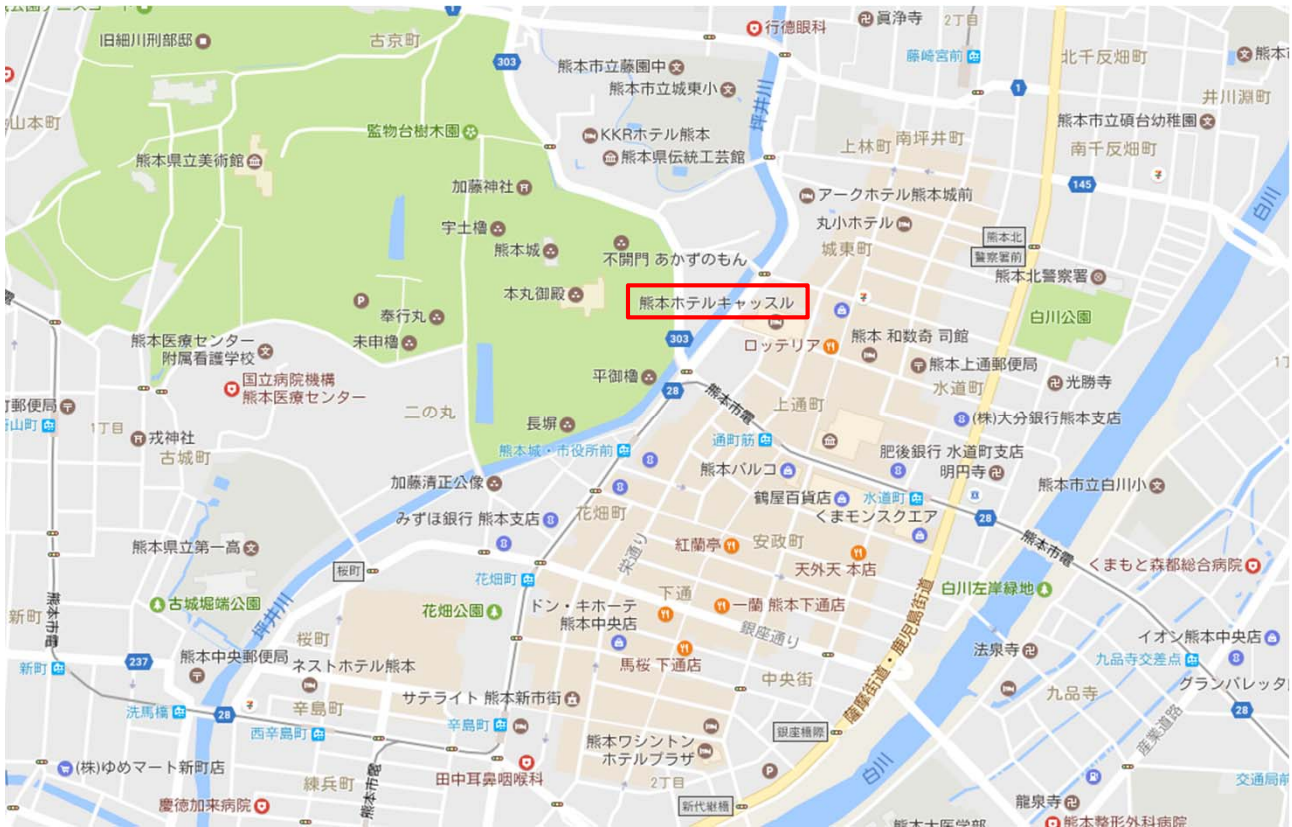 行徳眼科
眞浄寺
2丁目
旧細川刑部邸
古京町
1
303
熊本市立藤園中
藤崎宮前
北千反畑町
熊本市立城東小
坪井川
1
井川淵町
山本町
監物台樹木園
KKRホテル熊本
熊本市立碩台幼稚園
熊本県立美術館
熊本県伝統工芸館
上林町
南坪井町
南千反畑町
加藤神社
アークホテル熊本城前
145
白川
宇土櫓
丸小ホテル
熊本城
不開門 あかずのもん
城東町
熊本北
警察署前
熊本北警察署
本丸御殿
熊本ホテルキャッスル
奉行丸
白川公園
未申櫓
303
ロッテリア
熊本 和数奇 司館
熊本医療センター
附属看護学校
熊本上通郵便局
国立病院機構
熊本医療センター
平御櫓
28
熊本市電
水道町
光勝寺
二の丸
上通町
1丁目
長塀
(株)大分銀行熊本支店
戎神社
熊本城・市役所前
通町筋
肥後銀行 水道町支店
古城町
熊本パルコ
明円寺
加藤清正公像
鶴屋百貨店
水道町
熊本市立白川小
みずほ銀行 熊本支店
花畑町
くまモンスクエア
28
熊本県立第一高
栄通り
紅蘭亭
安政町
熊本市電
桜町
花畑町
天外天 本店
くまもと森都総合病院
古城堀端公園
下通
白川左岸緑地
新町
熊本市電
坪井川
花畑公園
ドン・キホーテ
熊本中央店
一蘭 熊本下通店
桜町
銀座通り
薩摩街道・鹿児島街道
イオン熊本中央店
新町
237
熊本中央郵便局
ネストホテル熊本
馬桜 下通店
中央街
法泉寺
九品寺交差点
九品寺
グランパレッタ
洗馬橋
28
辛島町
サテライト 熊本新市街
産業道路
28
西辛島町
辛島町
熊本ワシントン
ホテルプラザ
銀座橋際
(株)ゆめマート新町店
練兵町
熊本市電
田中耳鼻咽喉科
2丁目
白川
交通局前
慶徳加来病院
新代継橋
龍泉寺
熊本整形外科病院